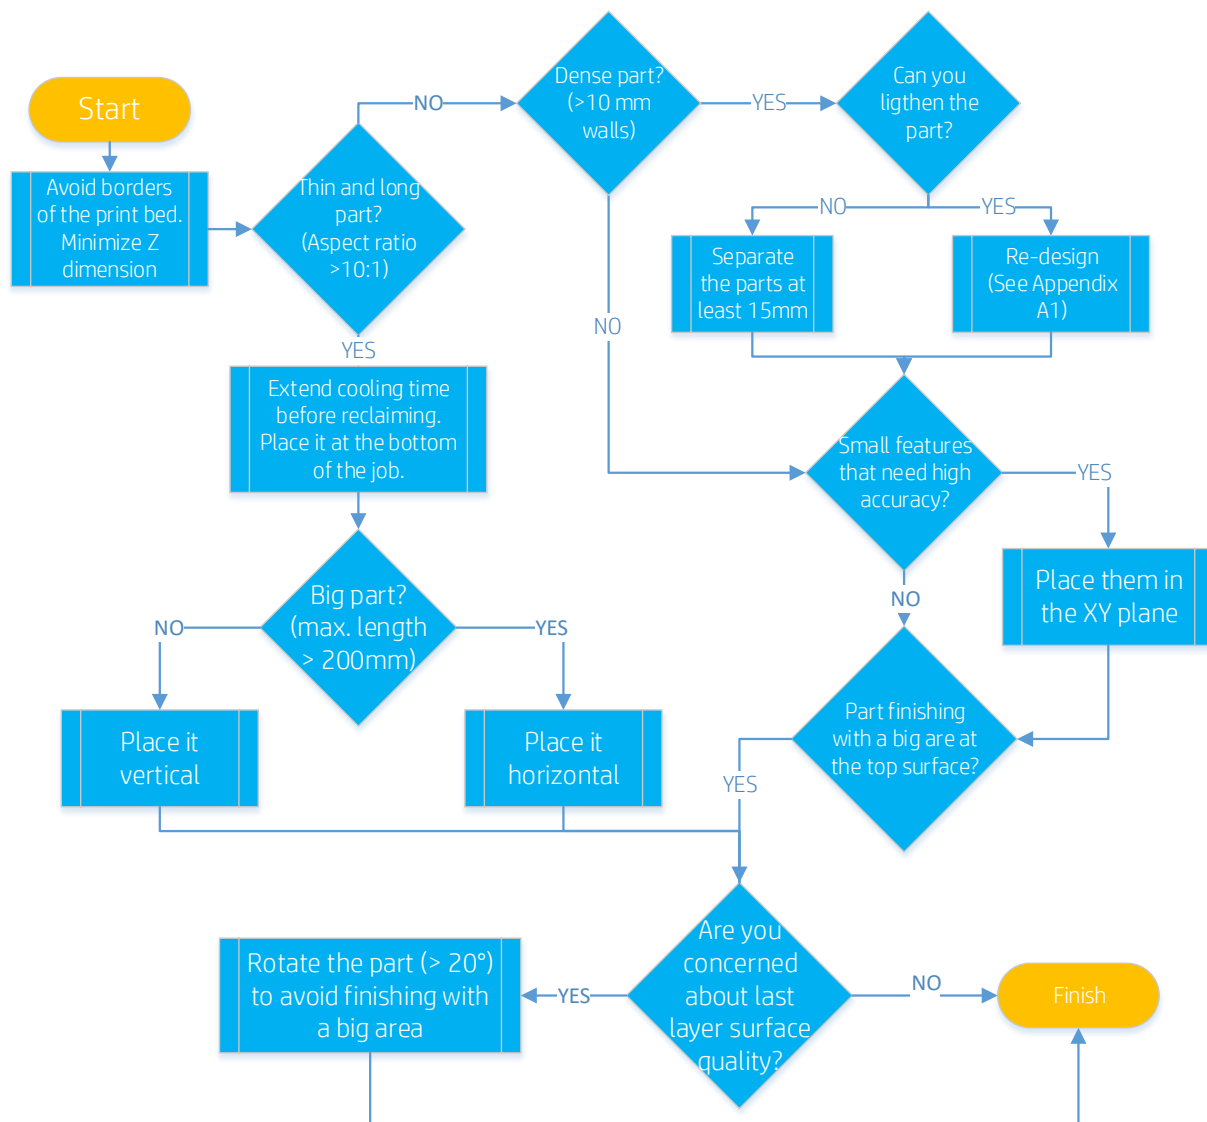 Start
Avoid borders
of the print bed.
Minimize Z
dimension
Thin and long
part?
(Aspect ratio
>10:1)
NO
Dense part?
(>10 mm
walls)
YES
Can you
ligthen the
part?
NO
YES
Separate
the parts at
least 15mm
Re-design
(See Appendix
A1)
NO
YES
Extend cooling time
before reclaiming.
Place it at the bottom
of the job.
Small features
that need high
accuracy?
YES
Place them in
the XY plane
NO
Big part?
(max. length
> 200mm)
NO
YES
Place it
vertical
Place it
horizontal
Part finishing
with a big are at
the top surface?
YES
Are you
concerned
about last
layer surface
quality?
YES
NO
Rotate the part (> 20°)
to avoid finishing with
a big area
Finish